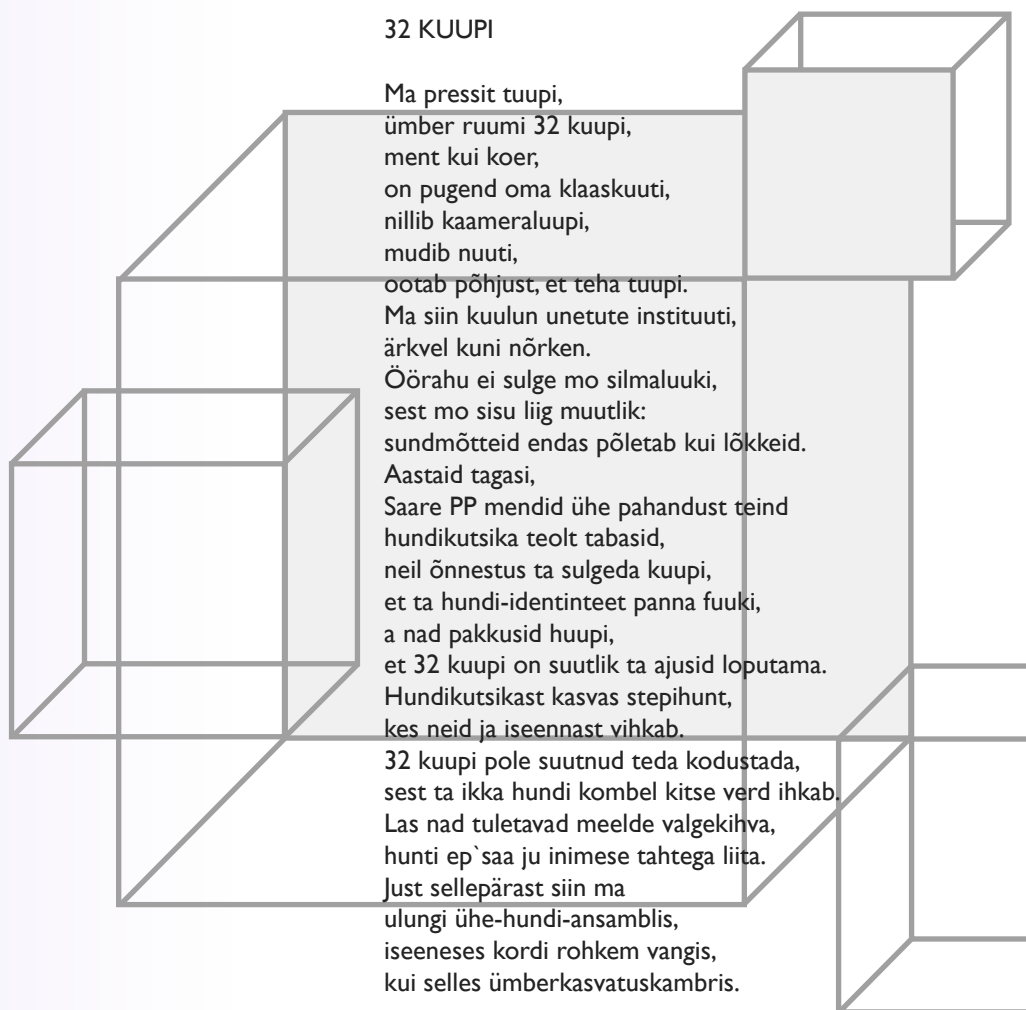 32 KUUPI
Ma pressit tuupi,
ümber ruumi 32 kuupi,
ment kui koer,
on pugend oma klaaskuuti,
nillib kaameraluupi,
mudib nuuti,
ootab põhjust, et teha tuupi.
Ma siin kuulun unetute instituuti,
ärkvel kuni nõrken.
Öörahu ei sulge mo silmaluuki,
sest mo sisu liig muutlik:
sundmõtteid endas põletab kui lõkkeid.
Aastaid tagasi,
Saare PP mendid ühe pahandust teind
hundikutsika teolt tabasid,
neil õnnestus ta sulgeda kuupi,
et ta hundi-identinteet panna fuuki,
a nad pakkusid huupi,
et 32 kuupi on suutlik ta ajusid loputama.
Hundikutsikast kasvas stepihunt,
kes neid ja iseennast vihkab.
32 kuupi pole suutnud teda kodustada,
sest ta ikka hundi kombel kitse verd ihkab.
Las nad tuletavad meelde valgekihva,
hunti ep`saa ju inimese tahtega liita.
Just sellepärast siin ma
ulungi ühe-hundi-ansamblis,
iseeneses kordi rohkem vangis,
kui selles ümberkasvatuskambris.